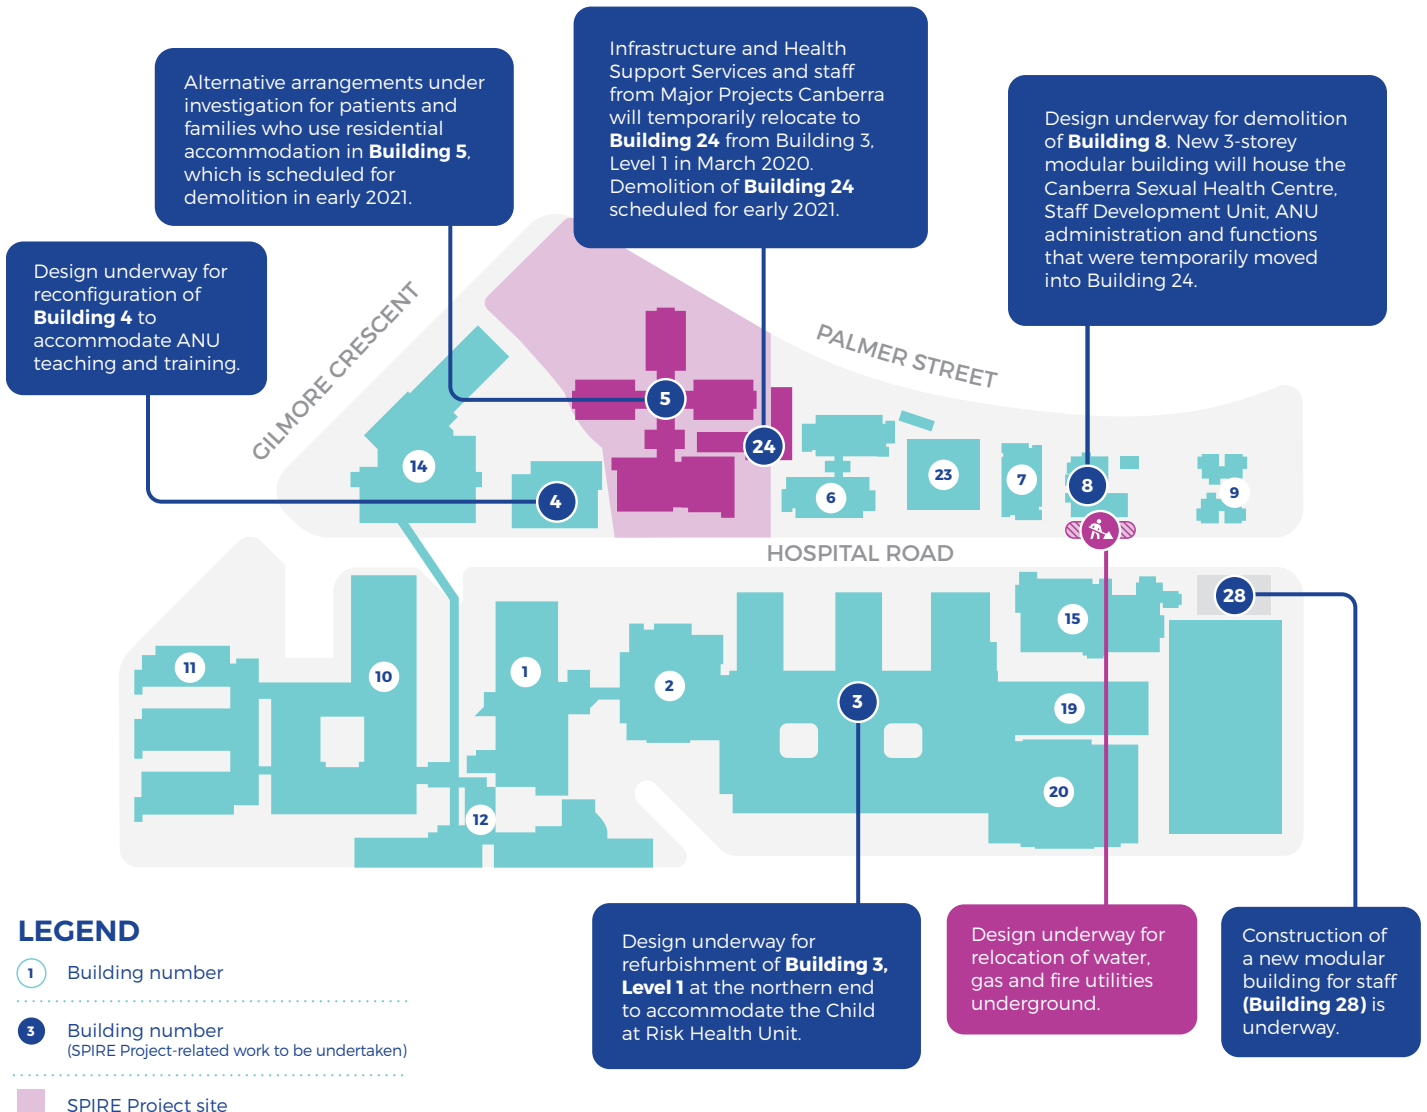 Infrastructure and Health
Support Services and staff
from Major Projects Canberra
will temporarily relocate to
Building 24 from Building 3,
Level 1 in March 2020.
Demolition of Building 24
scheduled for early 2021.
Alternative arrangements under
investigation for patients and
families who use residential
accommodation in Building 5,
which is scheduled for
demolition in early 2021.
Design underway for demolition
of Building 8. New 3-storey
modular building will house the
Canberra Sexual Health Centre,
Staff Development Unit, ANU
administration and functions
that were temporarily moved
into Building 24.
Design underway for
reconfiguration of
Building 4 to
accommodate ANU
teaching and training.
GILMORE CRESCENT
PALMER STREET
5
24
14
4
6
23
7
8
9
HOSPITAL ROAD
28
15
11
10
1
2
3
19
20
12
Design underway for
refurbishment of Building 3,
Level 1 at the northern end
to accommodate the Child
at Risk Health Unit.
Design underway for
relocation of water,
gas and fire utilities
underground.
Construction of
a new modular
building for staff
(Building 28) is
underway.
LEGEND
1 Building number
3 Building number
(SPIRE Project-related work to be undertaken)
SPIRE Project site